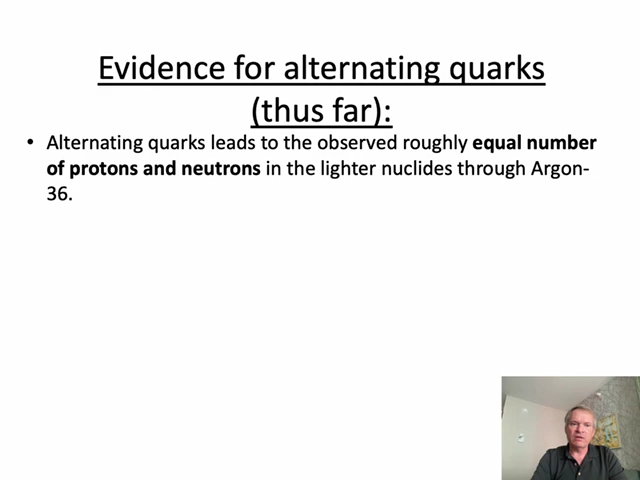 Evidence for alternating quarks
(thus far):
• Alternating quarks leads to the observed roughly equal number
of protons and neutrons in the lighter nuclides through Argon-
36.